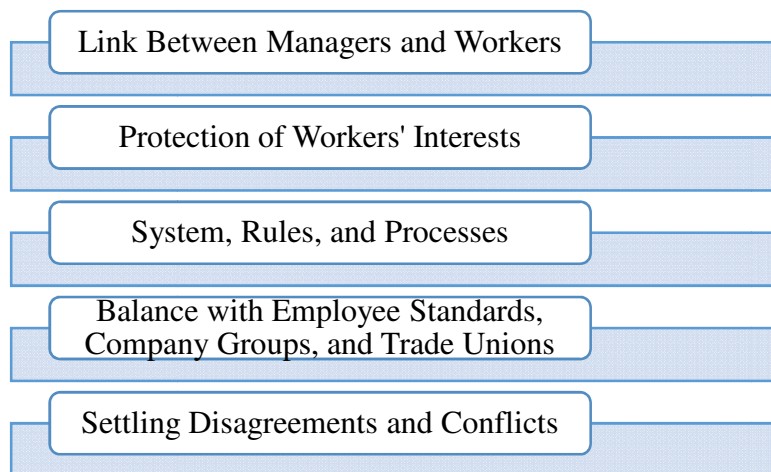 Link Between Managers and Workers
Protection of Workers' Interests
System, Rules, and Processes
Balance with Employee Standards,
Company Groups, and Trade Unions
Settling Disagreements and Conflicts